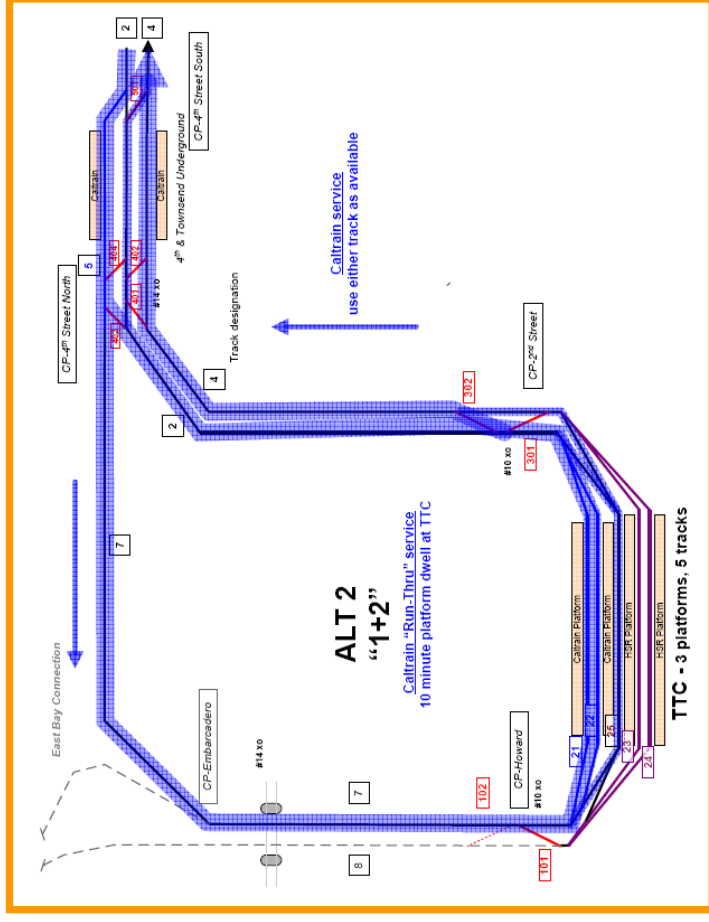 East Bay Connection
7
CP-4th Street North
5
Caltrain
2
4
404
403
401
402
501
#14 xo
Caltrain
4th & Townsend Underground
CP-4th Street South
Track designation
2
4
Caltrain service
use either track as available
CP-Embarcadero
#14 xo
ALT 2
“1+2”
Caltrain “Run-Thru” service
10 minute platform dwell at TTC
#10 xo
301
302
CP-2nd Street
7
8
102
101
CP-Howard
#10 xo
21
22
25
23
24
Caltrain Platform
Caltrain Platform
HSR Platform
HSR Platform
TTC - 3 platforms, 5 tracks